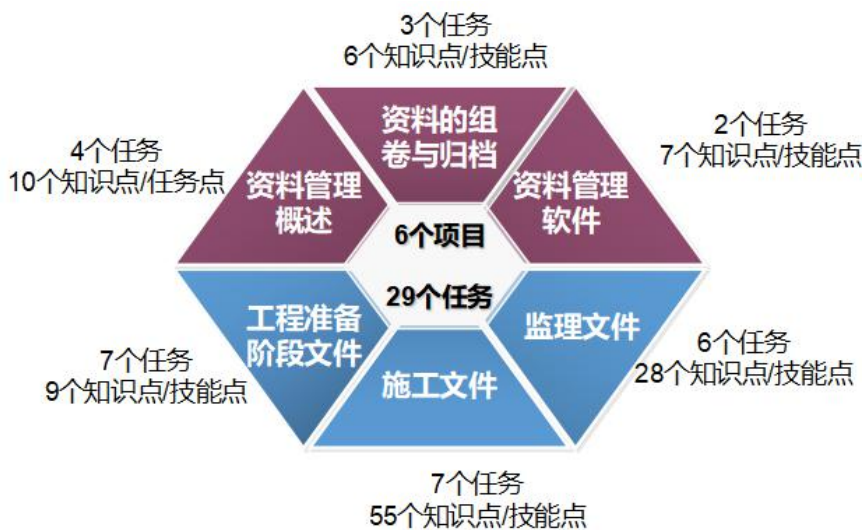 3个任务
6个知识点/技能点
资料的组
卷与归档
2个任务
7个知识点/技能点
4个任务
10个知识点/任务点
资料管理
概述
资料管理
软件
6个项目
29个任务
工程准备
阶段文件
监理文件
施工文件
7个任务
9个知识点/技能点
6个任务
28个知识点/技能点
7个任务
55个知识点/技能点